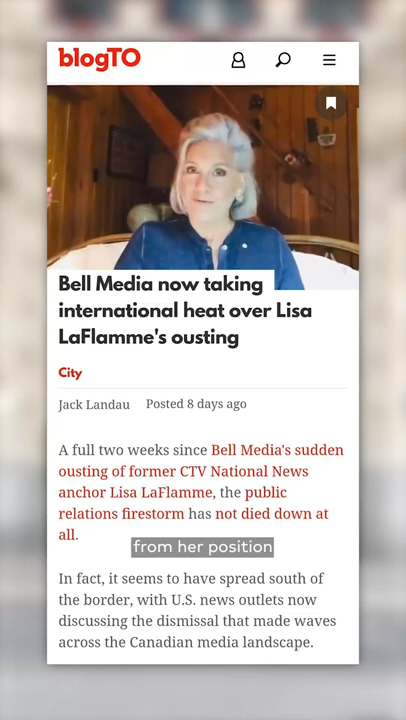 blogTO
Bell Media now taking
international heat over Lisa
LaFlamme's ousting
City
Jack Landau Posted 8 days ago
A full two weeks since Bell Media's sudden
ousting of former CTV National News
anchor Lisa LaFlamme, the public
relations firestorm has not died down at
all.
from her position
In fact, it seems to have spread south of
the border, with U.S. news outlets now
discussing the dismissal that made waves
across the Canadian media landscape.